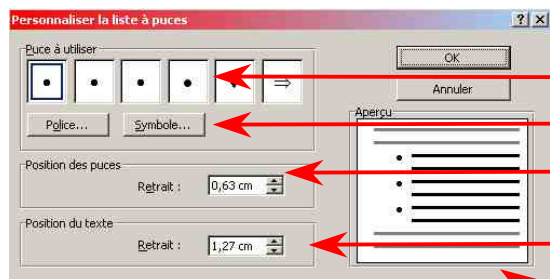 Personnaliser la liste à puces
Puce à utiliser
OK
Annuler
Police...
Symbole...
Aperçu
Position des puces
Retrait :
0,63 cm
Position du texte
Retrait :
1,27 cm